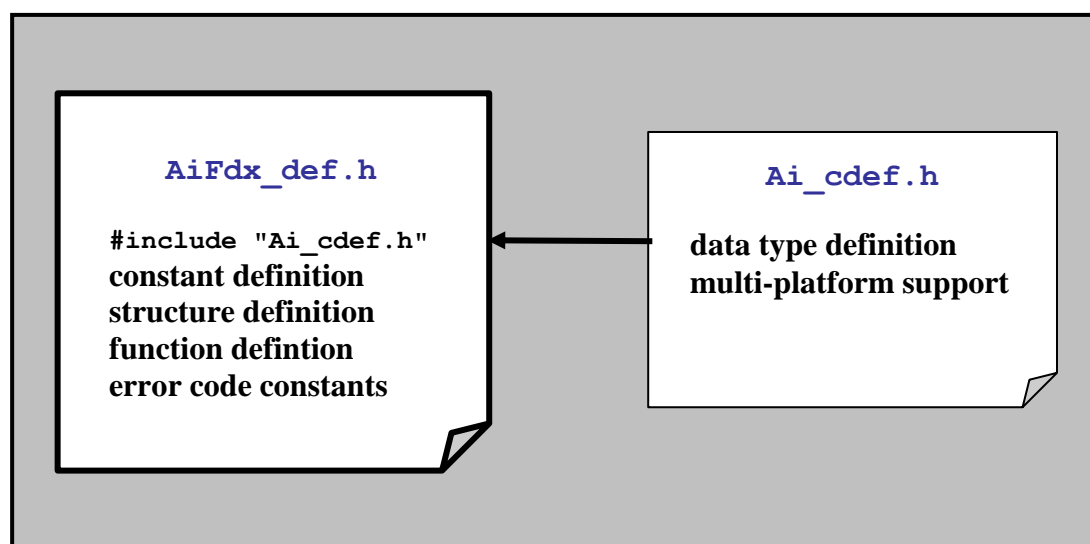 AiFdx_def.h
#include "Ai_cdef.h"
constant definition
structure definition
function defintion
error code constants
Ai_cdef.h
data type definition
multi-platform support